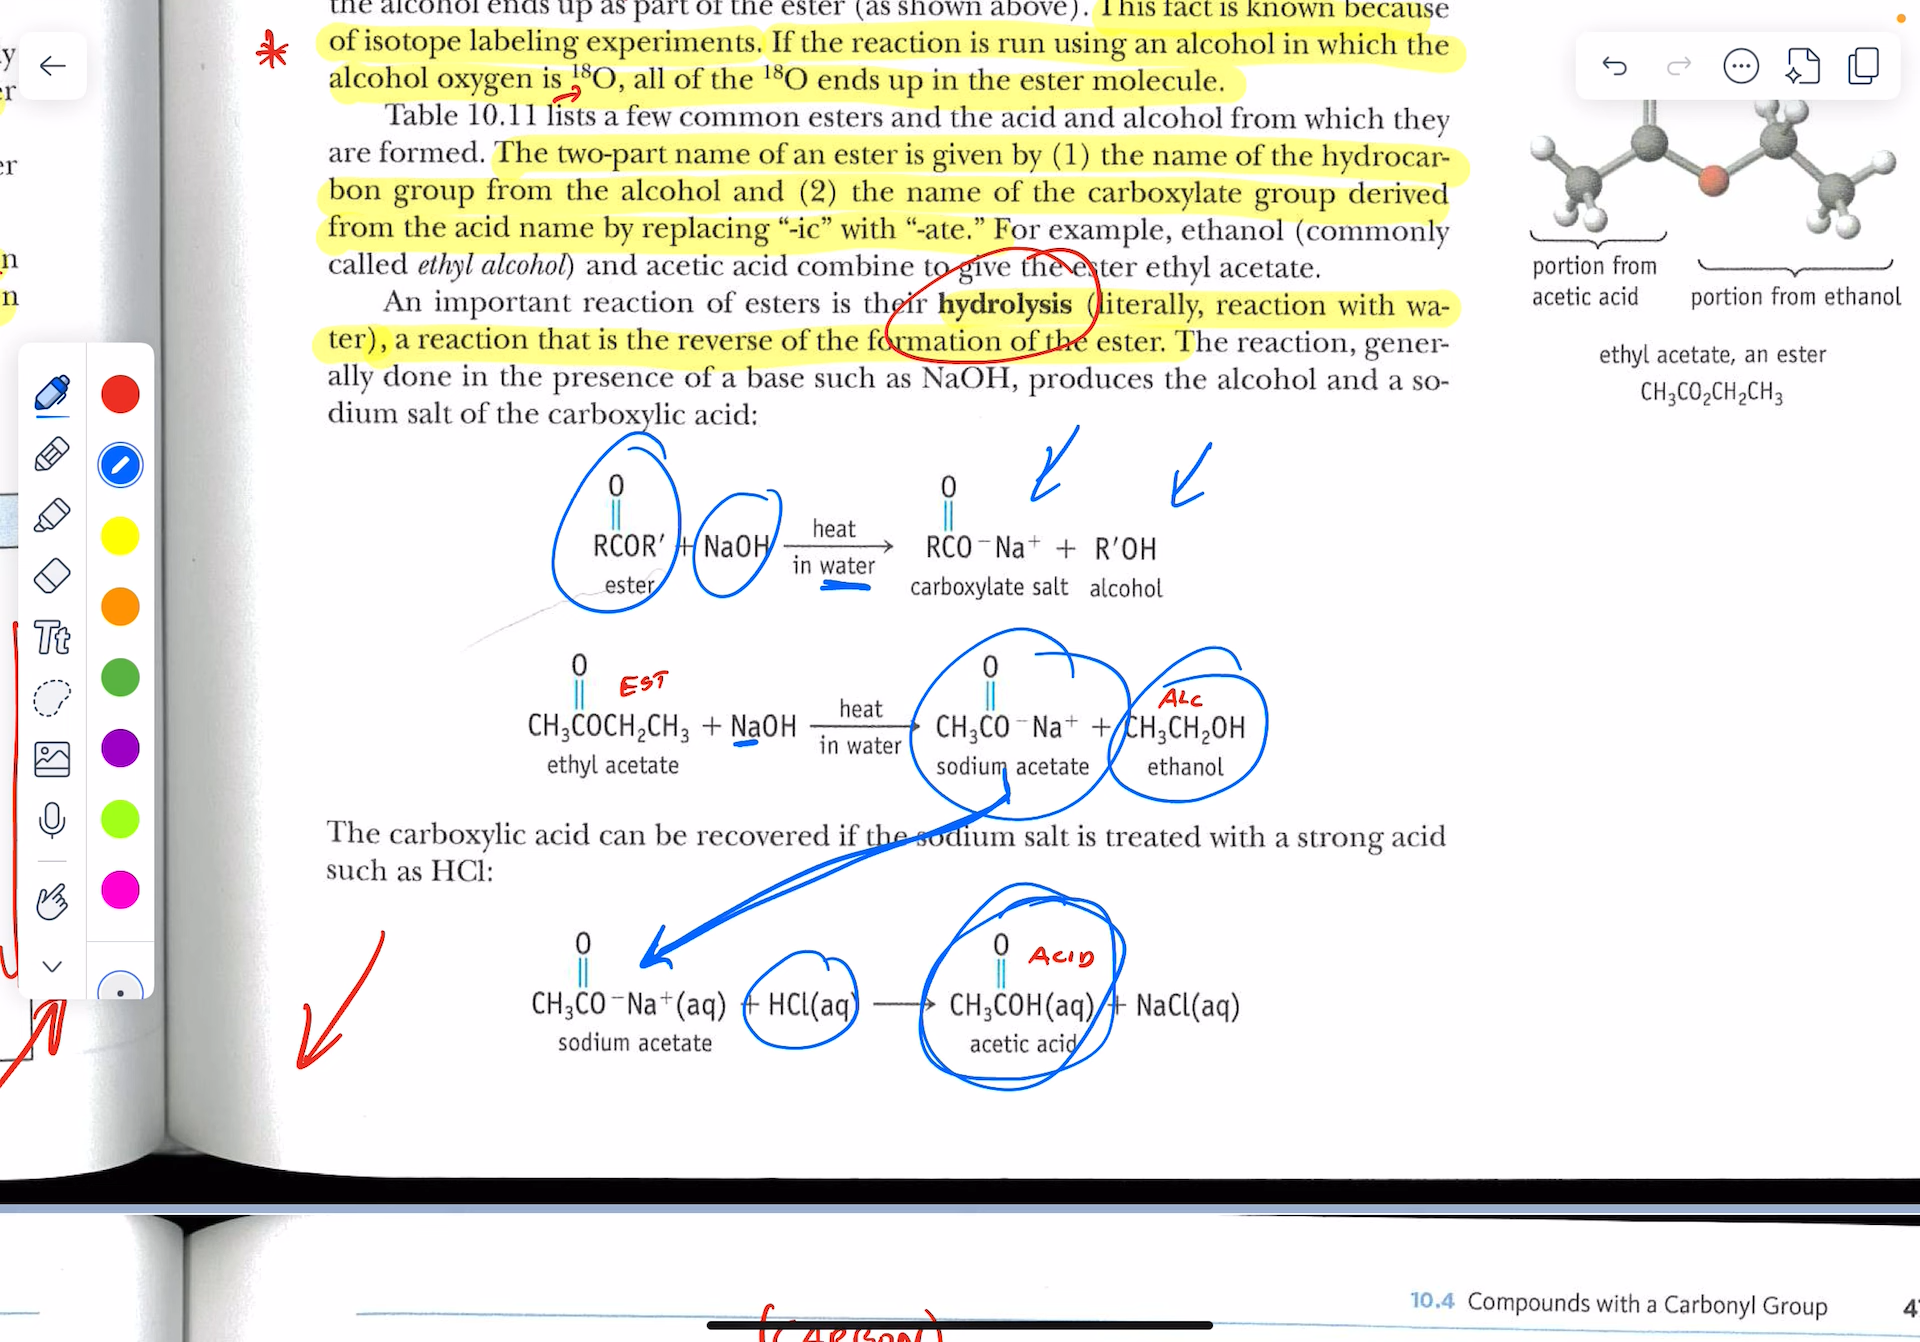 the alcohol ends up as part of the ester (as shown above). This fact is known because
of isotope labeling experiments. If the reaction is run using an alcohol in which the
alcohol oxygen is ¹⁸O, all of the ¹⁸O ends up in the ester molecule.
Table 10.11 lists a few common esters and the acid and alcohol from which they
are formed. The two-part name of an ester is given by (1) the name of the hydrocar-
bon group from the alcohol and (2) the name of the carboxylate group derived
from the acid name by replacing “-ic” with “-ate.” For example, ethanol (commonly
called ethyl alcohol) and acetic acid combine to give the ester ethyl acetate.
An important reaction of esters is their hydrolysis (literally, reaction with wa-
ter), a reaction that is the reverse of the formation of the ester. The reaction, gener-
ally done in the presence of a base such as NaOH, produces the alcohol and a so-
dium salt of the carboxylic acid:
O O
RCOR′ + NaOH heat in water RCO⁻Na⁺ + R′OH
ester carboxylate salt alcohol
O EST O ALC
CH₃COCH₂CH₃ + NaOH heat in water CH₃CO⁻Na⁺ + CH₃CH₂OH
ethyl acetate sodium acetate ethanol
The carboxylic acid can be recovered if the sodium salt is treated with a strong acid
such as HCl:
O O ACID
CH₃CO⁻Na⁺(aq) + HCl(aq) ⟶ CH₃COH(aq) + NaCl(aq)
sodium acetate acetic acid
portion from
acetic acid
portion from ethanol
ethyl acetate, an ester
CH₃CO₂CH₂CH₃
Tt
y
er
er
n
n
10.4 Compounds with a Carbonyl Group
(CARBON)